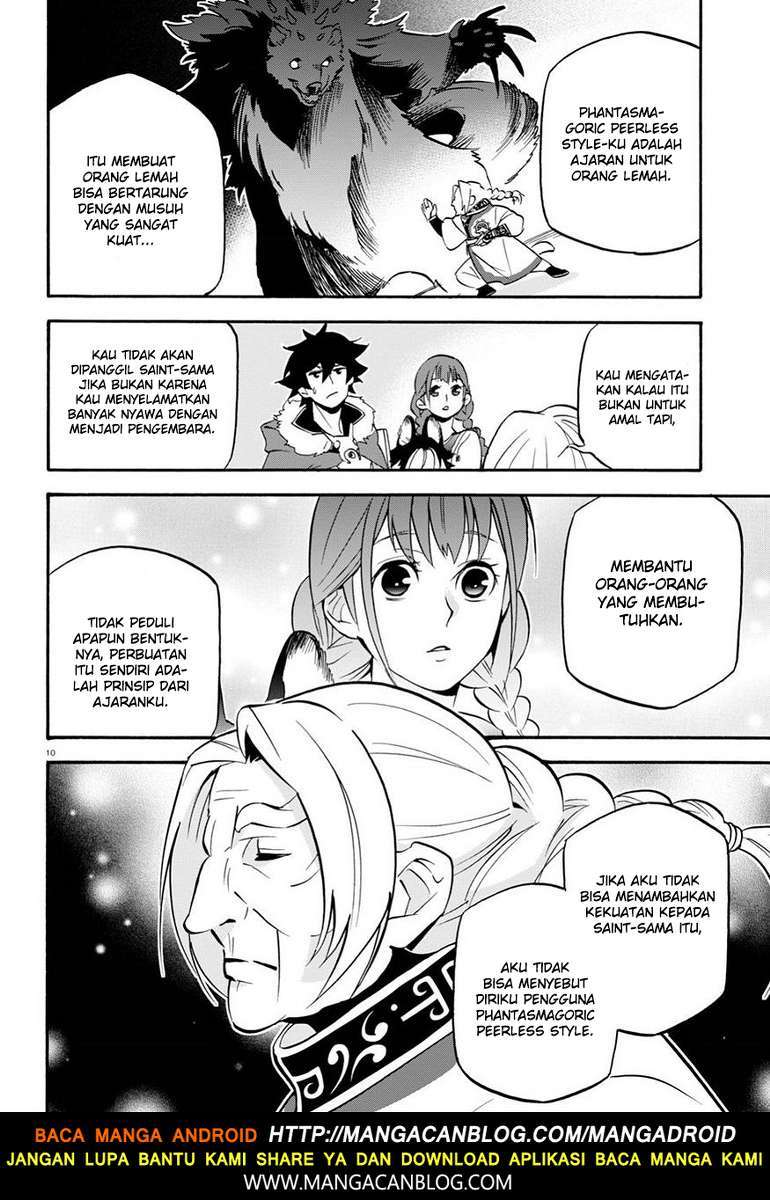 PHANTASMA-
GORIC PEERLESS
STYLE-KU ADALAH
AJARAN UNTUK
ORANG LEMAH.
ITU MEMBUAT
ORANG LEMAH
BISA BERTARUNG
DENGAN MUSUH
YANG SANGAT
KUAT...
KAU MENGATA-
KAN KALAU ITU
BUKAN UNTUK
AMAL TAPI,
KAU TIDAK AKAN
DIPANGGIL SAINT-SAMA
JIKA BUKAN KARENA
KAU MENYELAMATKAN
BANYAK NYAWA DENGAN
MENJADI PENGEMBARA.
MEMBANTU
ORANG-ORANG
YANG MEMBU-
TUHKAN.
TIDAK PEDULI
APAPUN BENTUK-
NYA, PERBUATAN
ITU SENDIRI ADA-
LAH PRINSIP DARI
AJARANKU.
10
JIKA AKU TIDAK
BISA MENAMBAHKAN
KEKUATAN KEPADA
SAINT-SAMA ITU,
AKU TIDAK
BISA MENYEBUT
DIRIKU PENGGUNA
PHANTASMAGORIC
PEERLESS STYLE.
BACA MANGA ANDROID HTTP://MANGACANBLOG.COM/MANGADROID
JANGAN LUPA BANTU KAMI SHARE YA DAN DOWNLOAD APLIKASI BACA MANGA KAMI
WWW.MANGACANBLOG.COM